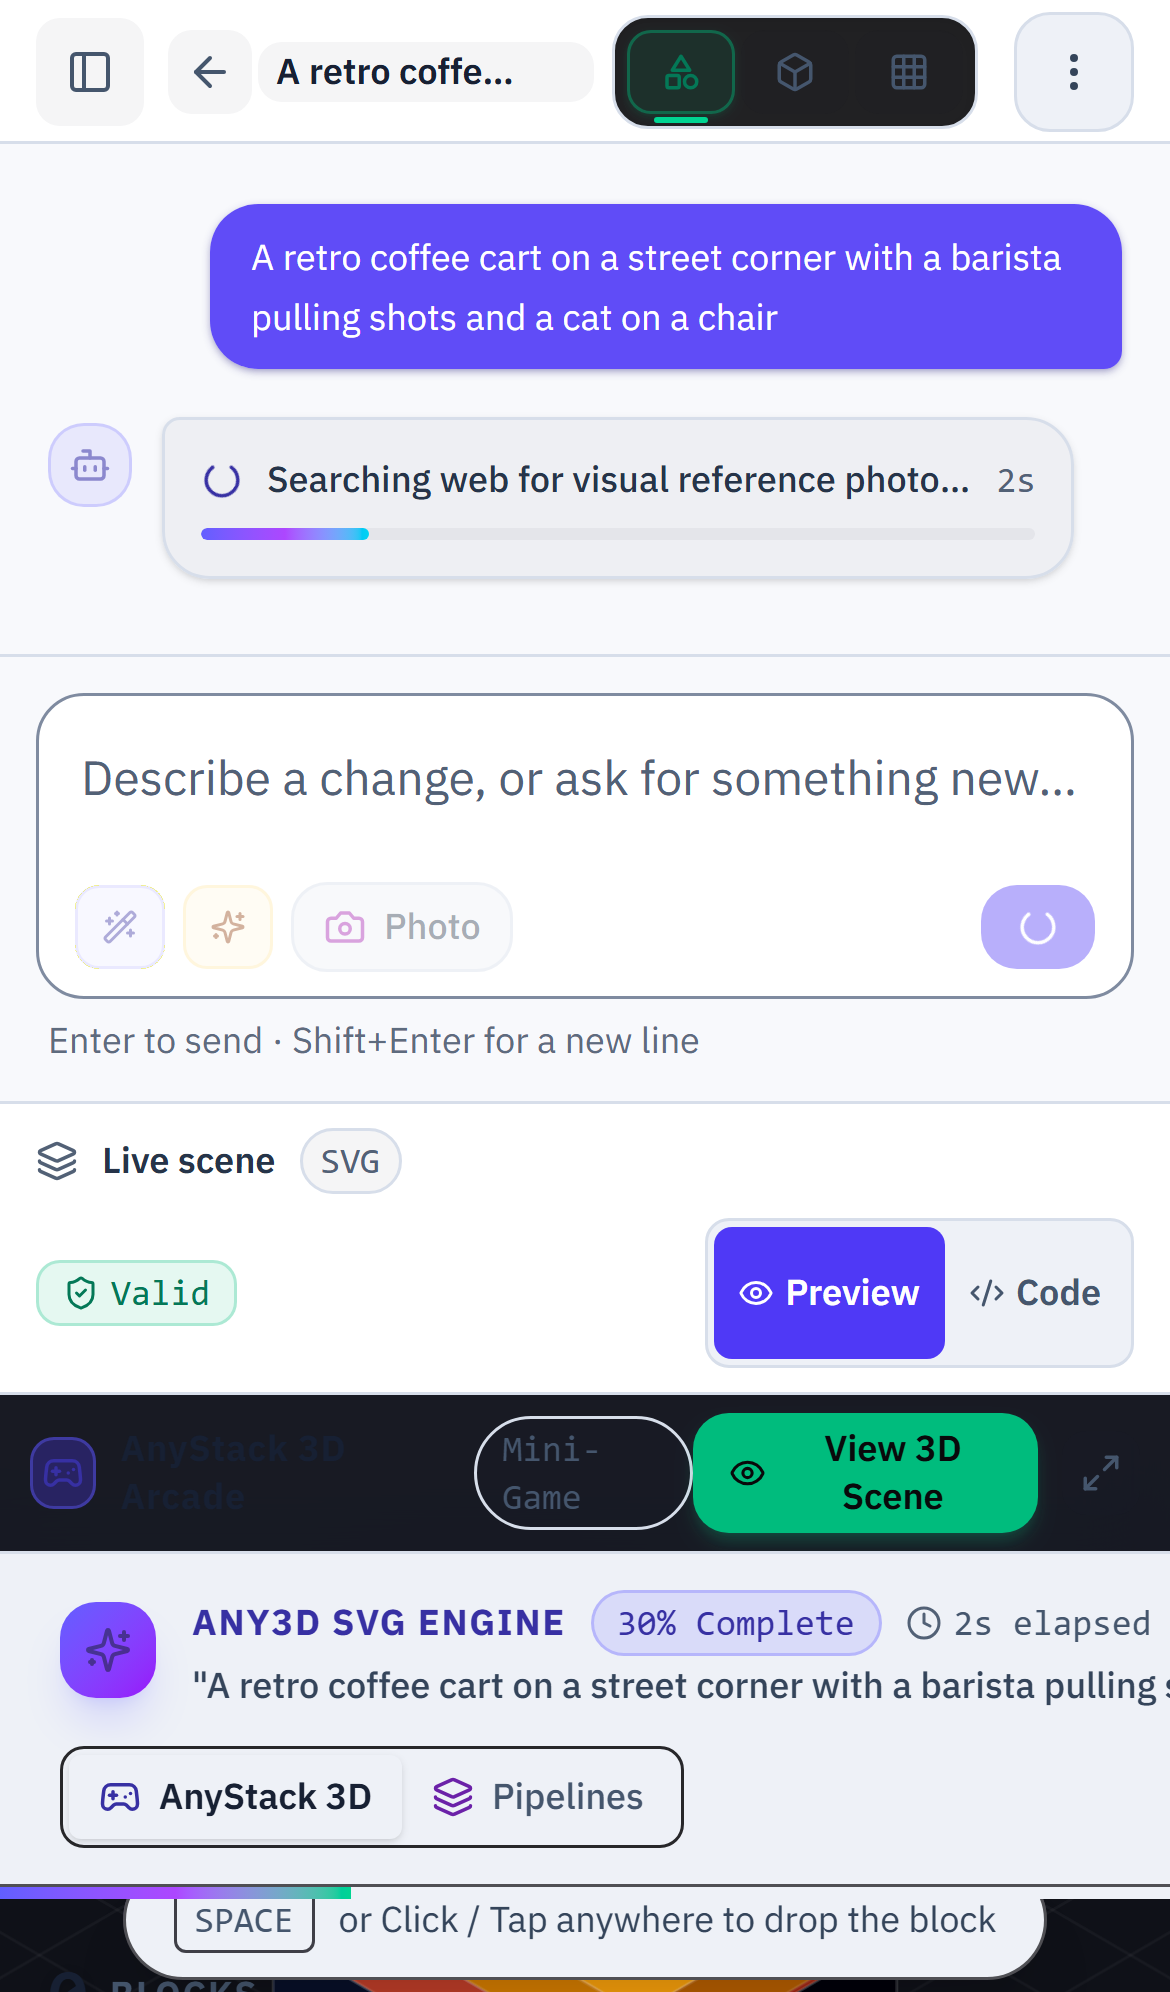 A retro coffe...
A retro coffee cart on a street corner with a barista
pulling shots and a cat on a chair
Searching web for visual reference photo... 2s
Describe a change, or ask for something new...
Photo
Enter to send · Shift+Enter for a new line
Live scene SVG
Valid
Preview
Code
AnyStack 3D
Arcade
Mini-
Game
View 3D
Scene
ANY3D SVG ENGINE 30% Complete 2s elapsed
"A retro coffee cart on a street corner with a barista pulling s
AnyStack 3D
Pipelines
SPACE or Click / Tap anywhere to drop the block
BLOCKS